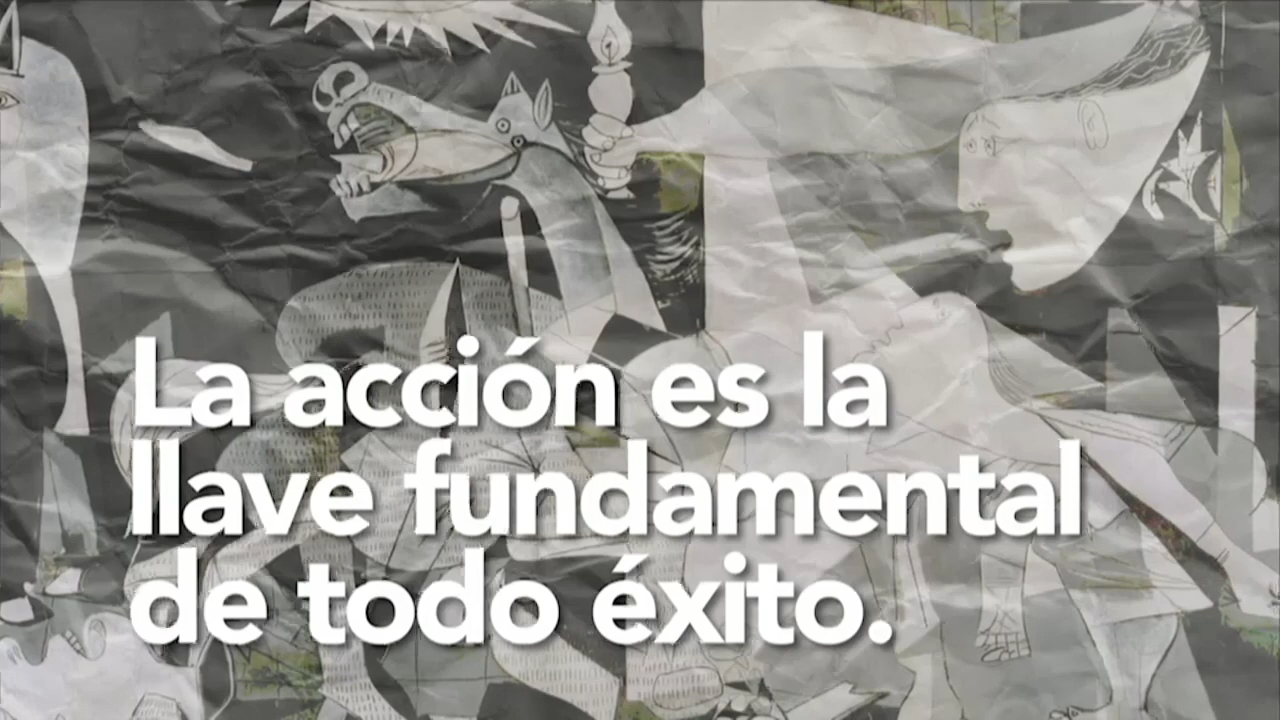 La acción es la
llave fundamental
de todo éxito.